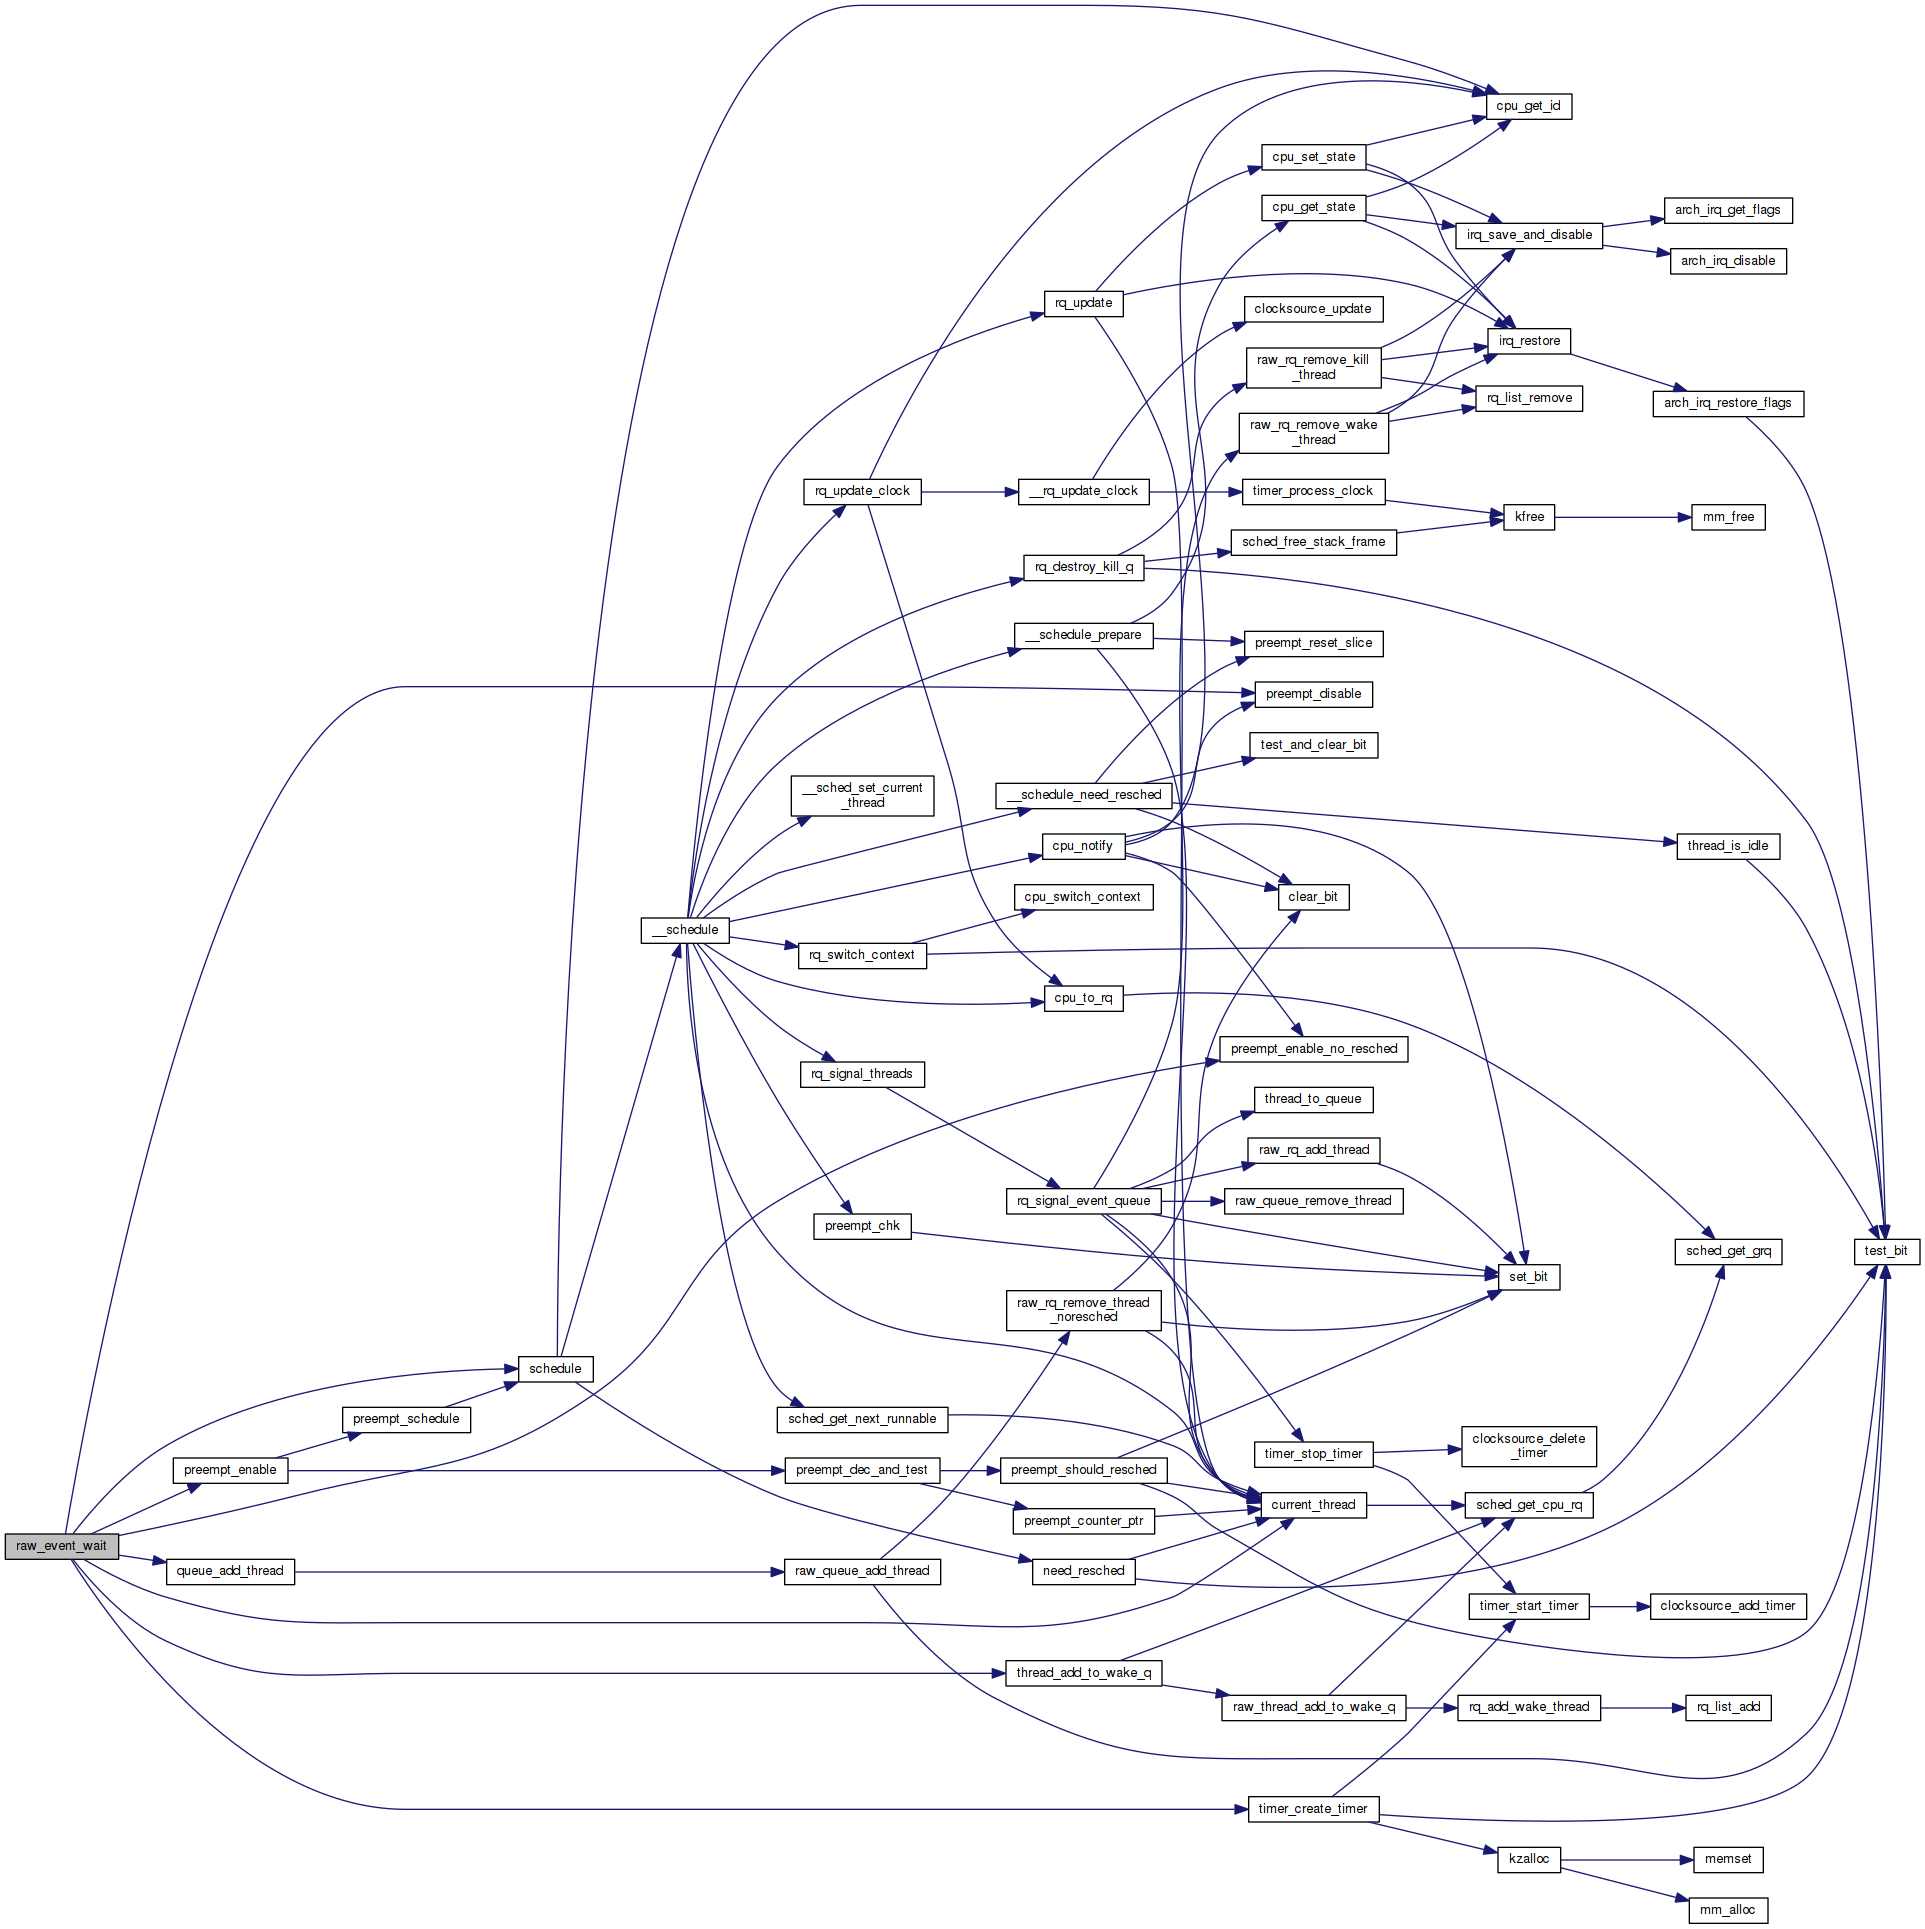 cpu_get_id
cpu_set_state
cpu_get_state
arch_irq_get_flags
irq_save_and_disable
arch_irq_disable
rq_update
clocksource_update
irq_restore
raw_rq_remove_kill
_thread
rq_list_remove
arch_irq_restore_flags
raw_rq_remove_wake
_thread
rq_update_clock
__rq_update_clock
timer_process_clock
kfree
mm_free
sched_free_stack_frame
rq_destroy_kill_q
__schedule_prepare
preempt_reset_slice
preempt_disable
test_and_clear_bit
__sched_set_current
_thread
__schedule_need_resched
cpu_notify
thread_is_idle
cpu_switch_context
clear_bit
__schedule
rq_switch_context
cpu_to_rq
preempt_enable_no_resched
rq_signal_threads
thread_to_queue
raw_rq_add_thread
rq_signal_event_queue
raw_queue_remove_thread
preempt_chk
sched_get_grq
test_bit
set_bit
raw_rq_remove_thread
_noresched
schedule
preempt_schedule
sched_get_next_runnable
timer_stop_timer
clocksource_delete
_timer
preempt_enable
preempt_dec_and_test
preempt_should_resched
current_thread
sched_get_cpu_rq
preempt_counter_ptr
raw_event_wait
queue_add_thread
raw_queue_add_thread
need_resched
timer_start_timer
clocksource_add_timer
thread_add_to_wake_q
raw_thread_add_to_wake_q
rq_add_wake_thread
rq_list_add
timer_create_timer
kzalloc
memset
mm_alloc